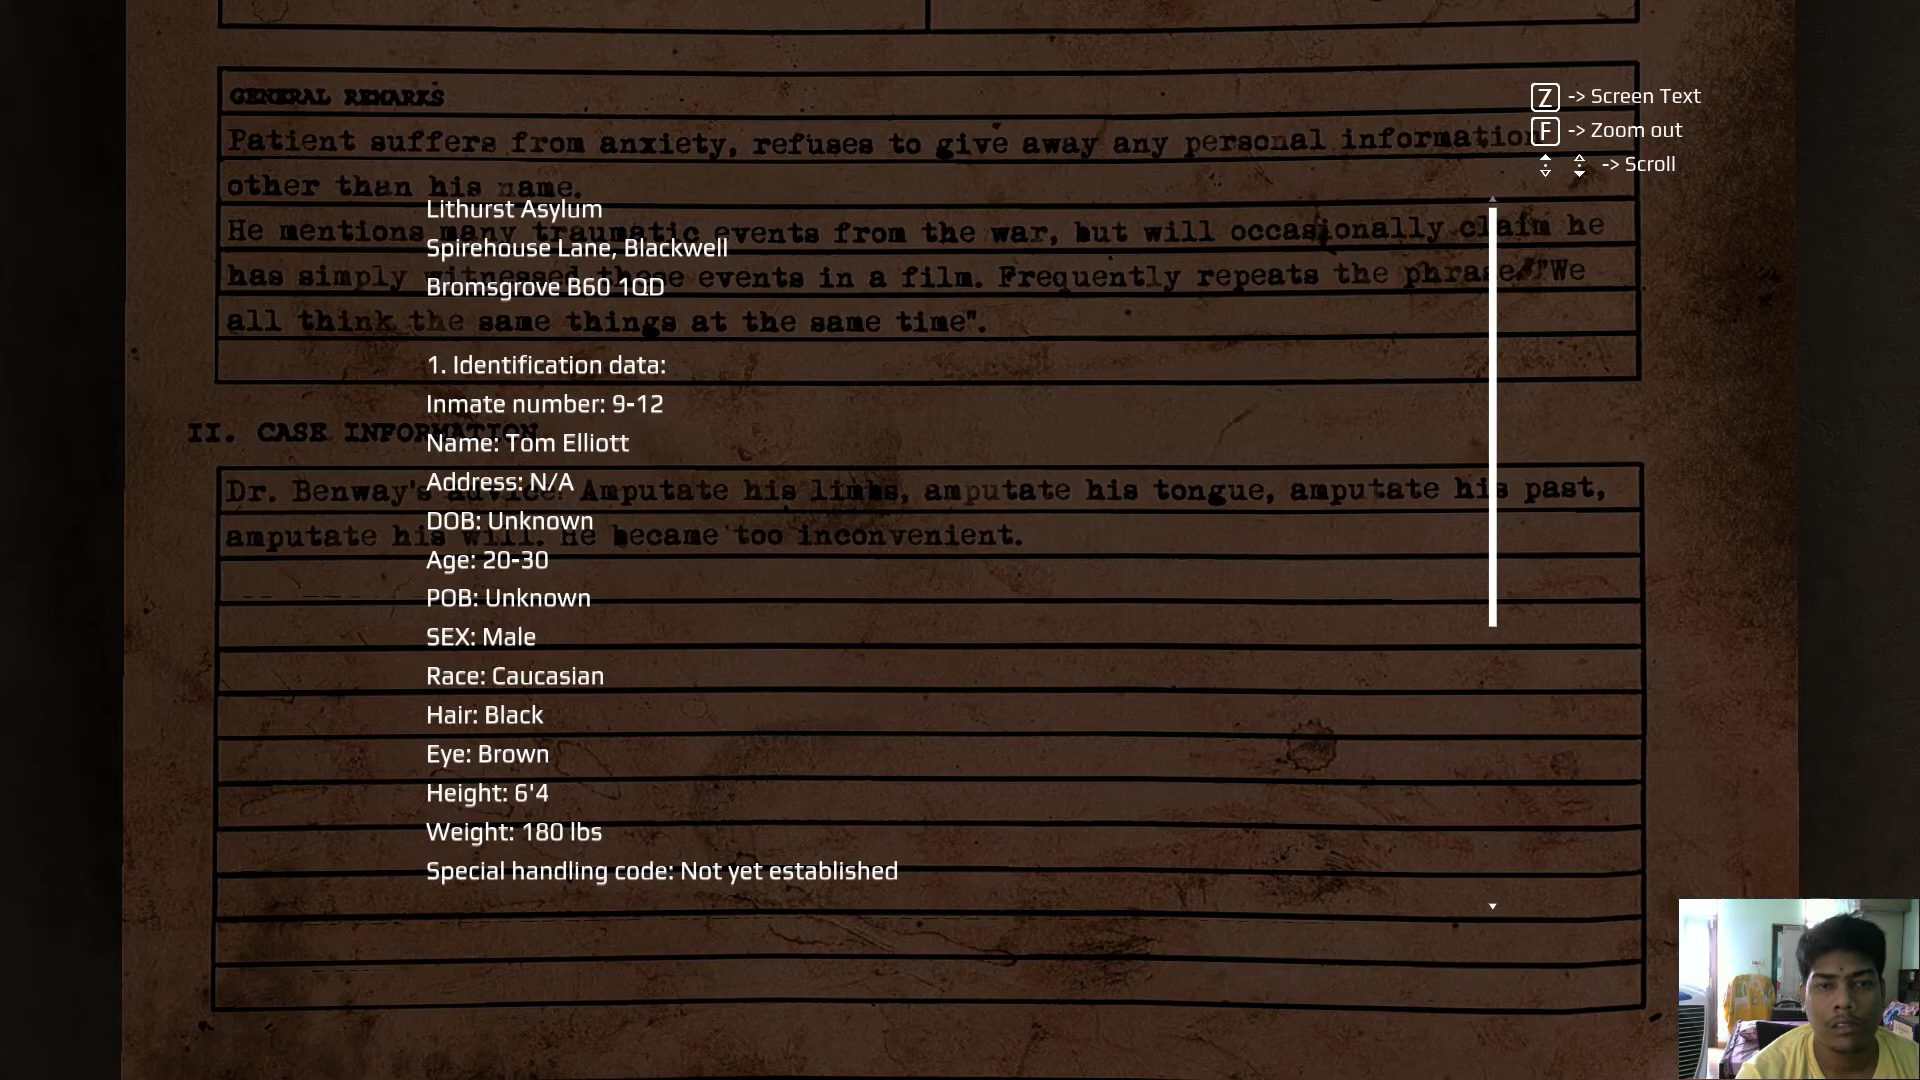 GENERAL REMARKS
Patient suffers from anxiety, refuses to give away any personal information
other than his name.
He mentions many traumatic events from the war, but will occasionally claim he
has simply witnessed those events in a film. Frequently repeats the phrase "We
all think the same things at the same time".
II. CASE INFORMATION
Dr. Benway's advice: Amputate his limbs, amputate his tongue, amputate his past,
amputate his will. He became too inconvenient.
Z -> Screen Text
F -> Zoom out
-> Scroll
Lithurst Asylum
Spirehouse Lane, Blackwell
Bromsgrove B60 1QD
1. Identification data:
Inmate number: 9-12
Name: Tom Elliott
Address: N/A
DOB: Unknown
Age: 20-30
POB: Unknown
SEX: Male
Race: Caucasian
Hair: Black
Eye: Brown
Height: 6'4
Weight: 180 lbs
Special handling code: Not yet established